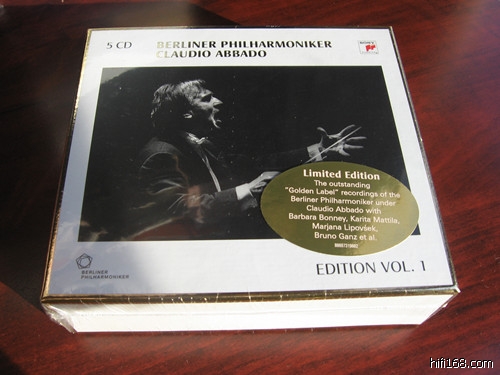 5 CD
BERLINER PHILHARMONIKER
CLAUDIO ABBADO
SONY
Limited Edition
The outstanding
"Golden Label" recordings of the
Berliner Philharmoniker under
Claudio Abbado with
Barbara Bonney, Karita Mattila,
Marjana Lipovšek,
Bruno Ganz et al.
BERLINER
PHILHARMONIKER
EDITION VOL. 1
hifi168.com